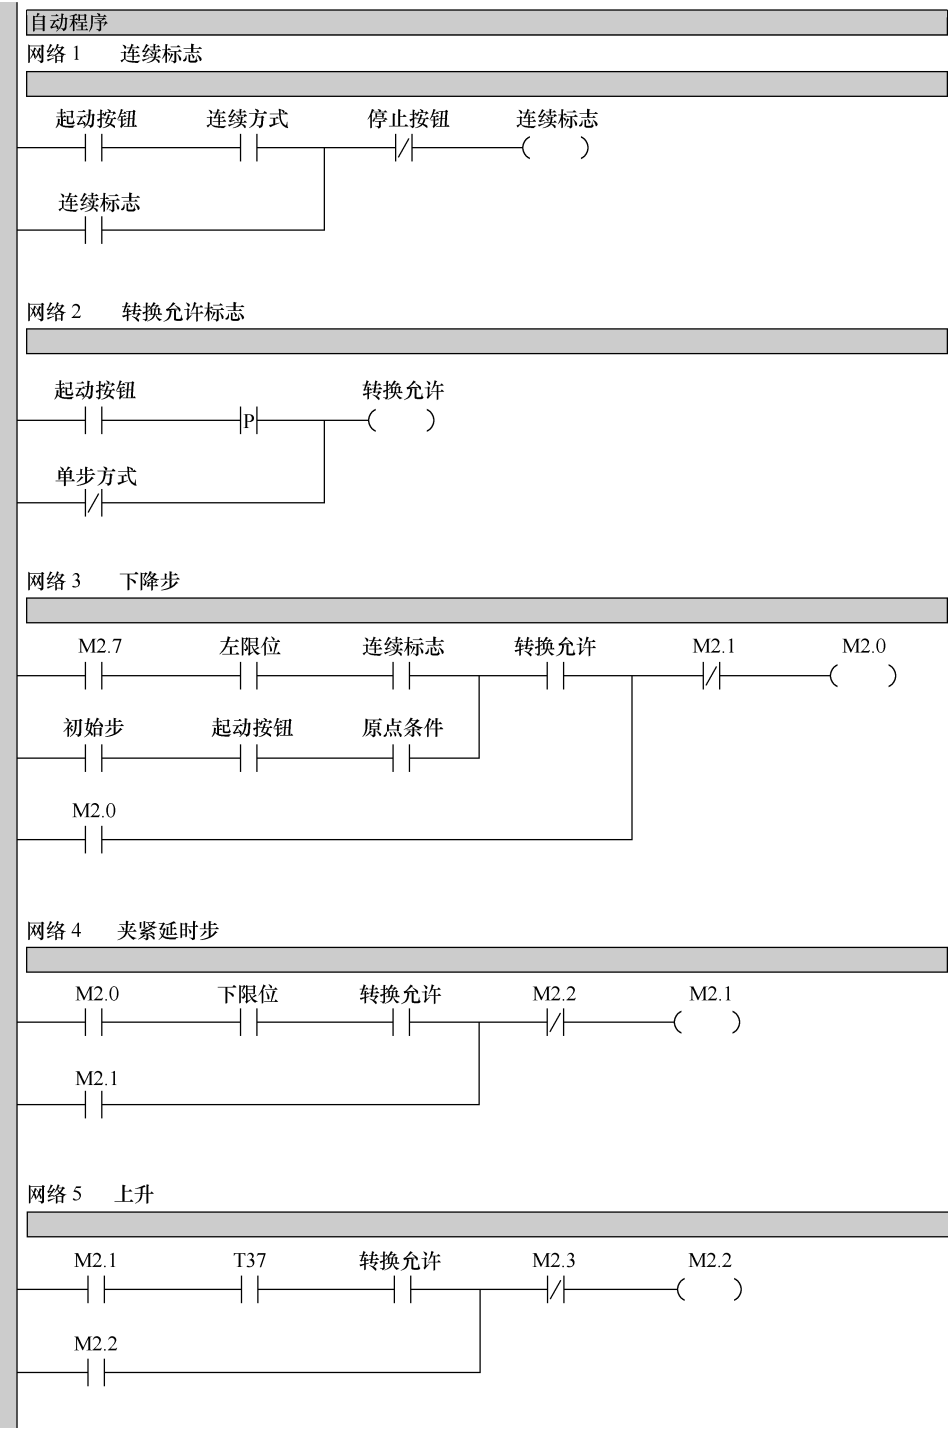 自动程序
网络 1 连续标志
起动按钮 连续方式 停止按钮 连续标志
连续标志
网络 2 转换允许标志
起动按钮 转换允许
P
单步方式
网络 3 下降步
M2.7 左限位 连续标志 转换允许 M2.1 M2.0
初始步 起动按钮 原点条件
M2.0
网络 4 夹紧延时步
M2.0 下限位 转换允许 M2.2 M2.1
M2.1
网络 5 上升
M2.1 T37 转换允许 M2.3 M2.2
M2.2